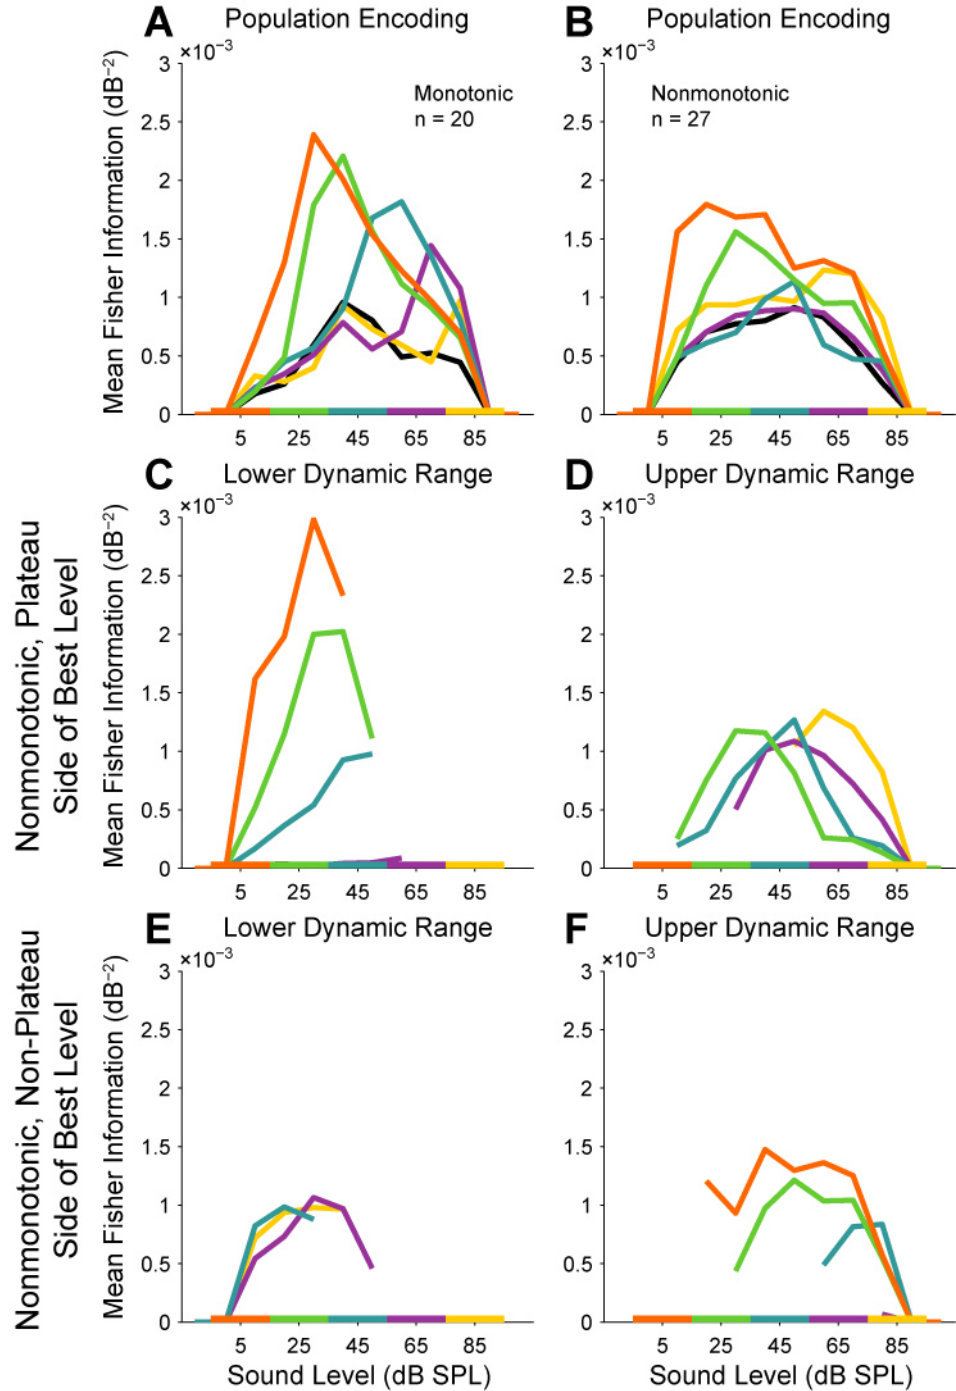 A
Population Encoding
×10−3
Mean Fisher Information (dB−2)
3
2.5
2
1.5
1
0.5
0
Monotonic
n = 20
5 25 45 65 85
B
Population Encoding
×10−3
3
2.5
2
1.5
1
0.5
0
Nonmonotonic
n = 27
5 25 45 65 85
Nonmonotonic, Plateau
Side of Best Level
C
Lower Dynamic Range
×10−3
Mean Fisher Information (dB−2)
3
2.5
2
1.5
1
0.5
0
5 25 45 65 85
D
Upper Dynamic Range
×10−3
3
2.5
2
1.5
1
0.5
0
5 25 45 65 85
Nonmonotonic, Non-Plateau
Side of Best Level
E
Lower Dynamic Range
×10−3
Mean Fisher Information (dB−2)
3
2.5
2
1.5
1
0.5
0
5 25 45 65 85
Sound Level (dB SPL)
F
Upper Dynamic Range
×10−3
3
2.5
2
1.5
1
0.5
0
5 25 45 65 85
Sound Level (dB SPL)